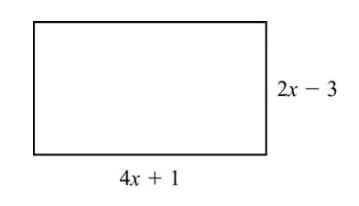 2x − 3
4x + 1